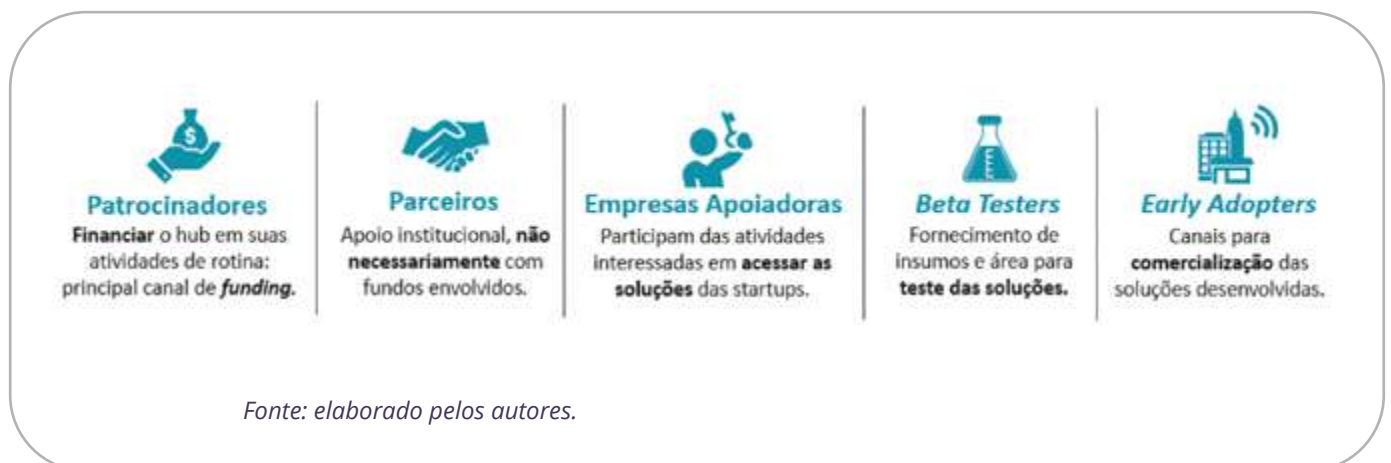 Patrocinadores
Financiar o hub em suas
atividades de rotina:
principal canal de funding.
Parceiros
Apoio institucional, não
necessariamente com
fundos envolvidos.
Empresas Apoiadoras
Participam das atividades
interessadas em acessar as
soluções das startups.
Beta Testers
Fornecimento de
insumos e área para
teste das soluções.
Early Adopters
Canais para
comercialização das
soluções desenvolvidas.
Fonte: elaborado pelos autores.